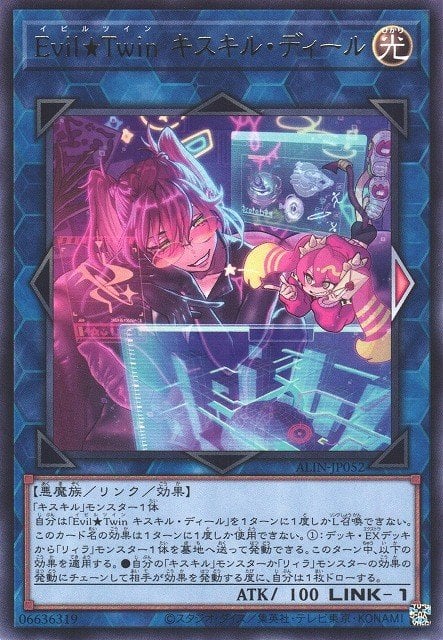 イビルツイン
Evil★Twin キスキル・ディール
ひかり
光
ALIN-JP052
【悪魔族／リンク／効果】
「キスキル」モンスター1体
自分は「Evil★Twin キスキル・ディール」を1ターンに1度しかL召喚できない。
このカード名の効果は1ターンに1度しか使用できない。①：デッキ・EXデッキ
から「リィラ」モンスター1体を墓地へ送って発動できる。このターン中、以下の
効果を適用する。●自分の「キスキル」モンスターか「リィラ」モンスターの効果の
発動にチェーンして相手が効果を発動する度に、自分は1枚ドローする。
ATK/ 100 LINK-1
06636319
©スタジオ・ダイス／集英社・テレビ東京・KONAMI